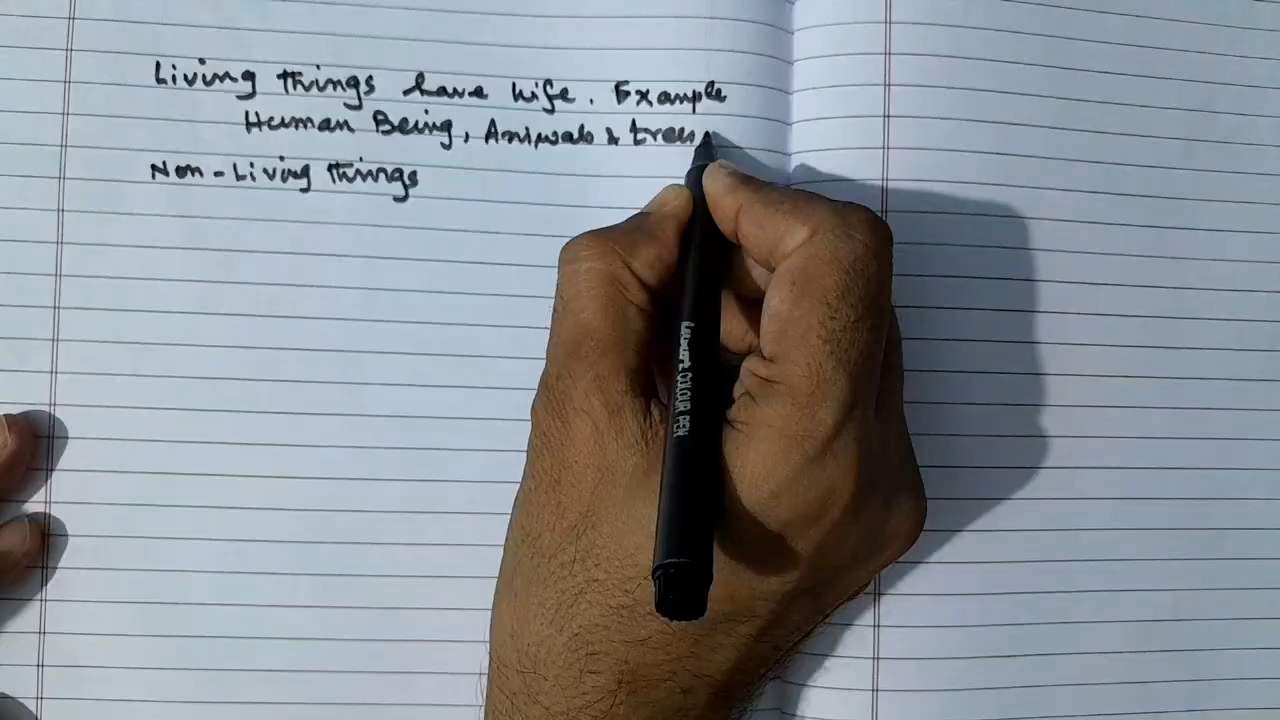 Living things have life. Example
Human Being, Animals & trees
Non-Living things
COLOUR PEN